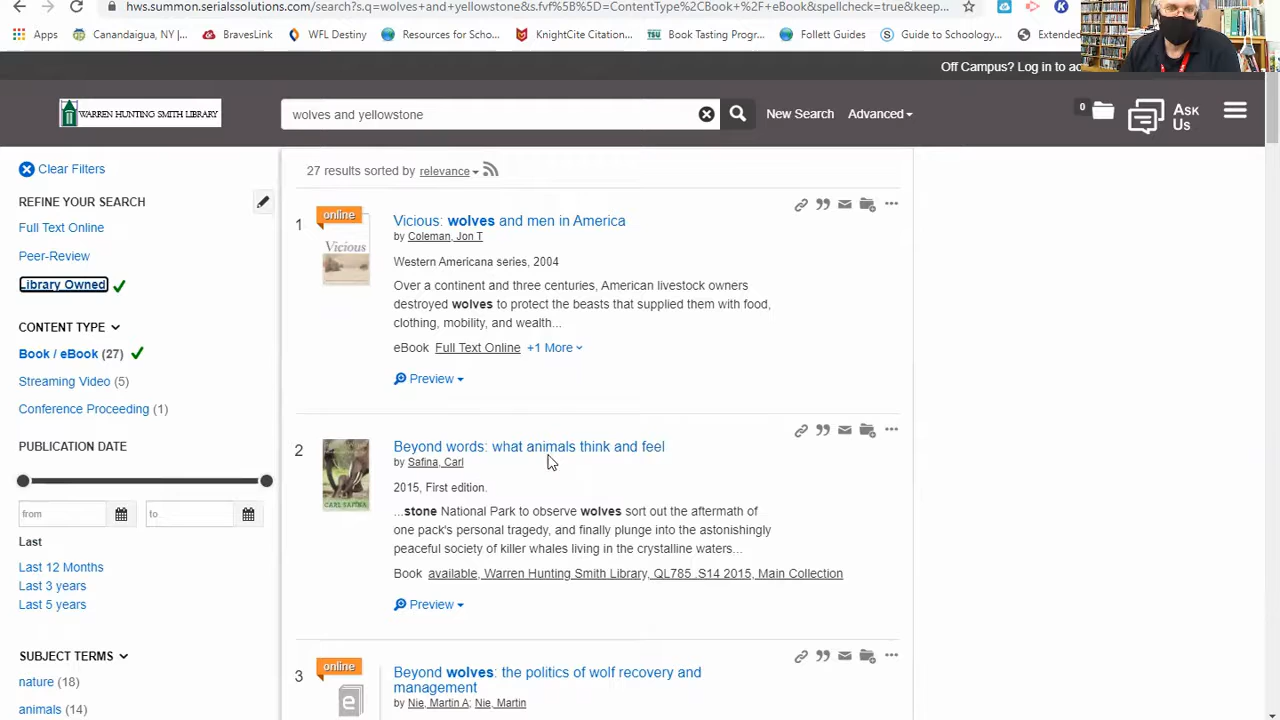 hws.summon.serialssolutions.com/search?s.q=wolves and yellowstone&s.fvf%5B%5D=ContentType%2CBook %2F+eBook&spellcheck=true&keep...
Apps Canandaigua, NY |... BravesLink WFL Destiny Resources for Scho... KnightCite Citation... Book Tasting Prog... Follett Guides Guide to Schoology... Extended
Off Campus? Log in to
WARREN HUNTING SMITH LIBRARY
wolves and yellowstone
New Search
Advanced
0
ASK
Us
Clear Filters
REFINE YOUR SEARCH
Full Text Online
Peer-Review
Library Owned
CONTENT TYPE
Book / eBook (27)
Streaming Video (5)
Conference Proceeding (1)
PUBLICATION DATE
from
to
Last
Last 12 Months
Last 3 years
Last 5 years
SUBJECT TERMS
nature (18)
animals (14)
27 results sorted by relevance
1
online
Vicious
Vicious: wolves and men in America
by Coleman, Jon T
Western Americana series, 2004
Over a continent and three centuries, American livestock owners
destroyed wolves to protect the beasts that supplied them with food,
clothing, mobility, and wealth...
eBook Full Text Online +1 More
Preview
2
CARL SAFINA
Beyond words: what animals think and feel
by Safina, Carl
2015, First edition.
...stone National Park to observe wolves sort out the aftermath of
one pack's personal tragedy, and finally plunge into the astonishingly
peaceful society of killer whales living in the crystalline waters...
Book available, Warren Hunting Smith Library, QL785 .S14 2015, Main Collection
Preview
3
online
e
Beyond wolves: the politics of wolf recovery and
management
by Nie, Martin A; Nie, Martin